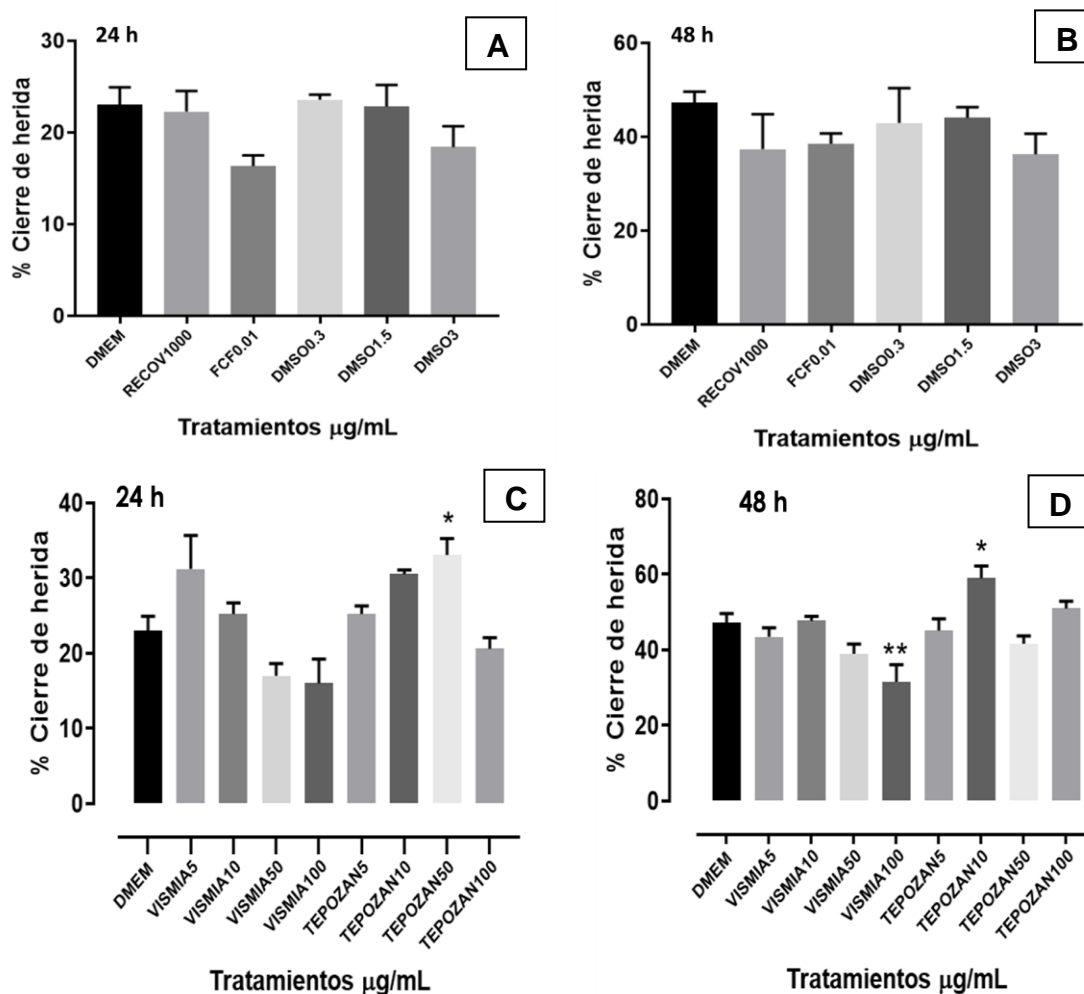 24 h
A
% Cierre de herida
30
20
10
0
DMEM
RECOV1000
FCF0.01
DMSO0.3
DMSO1.5
DMSO3
Tratamientos µg/mL
48 h
B
% Cierre de herida
60
40
20
0
DMEM
RECOV1000
FCF0.01
DMSO0.3
DMSO1.5
DMSO3
Tratamientos µg/mL
24 h
C
% Cierre de herida
40
30
20
10
0
*
DMEM
VISMIA5
VISMIA10
VISMIA50
VISMIA100
TEPOZAN5
TEPOZAN10
TEPOZAN50
TEPOZAN100
Tratamientos µg/mL
48 h
D
% Cierre de herida
80
60
40
20
0
**
*
DMEM
VISMIA5
VISMIA10
VISMIA50
VISMIA100
TEPOZAN5
TEPOZAN10
TEPOZAN50
TEPOZAN100
Tratamientos µg/mL